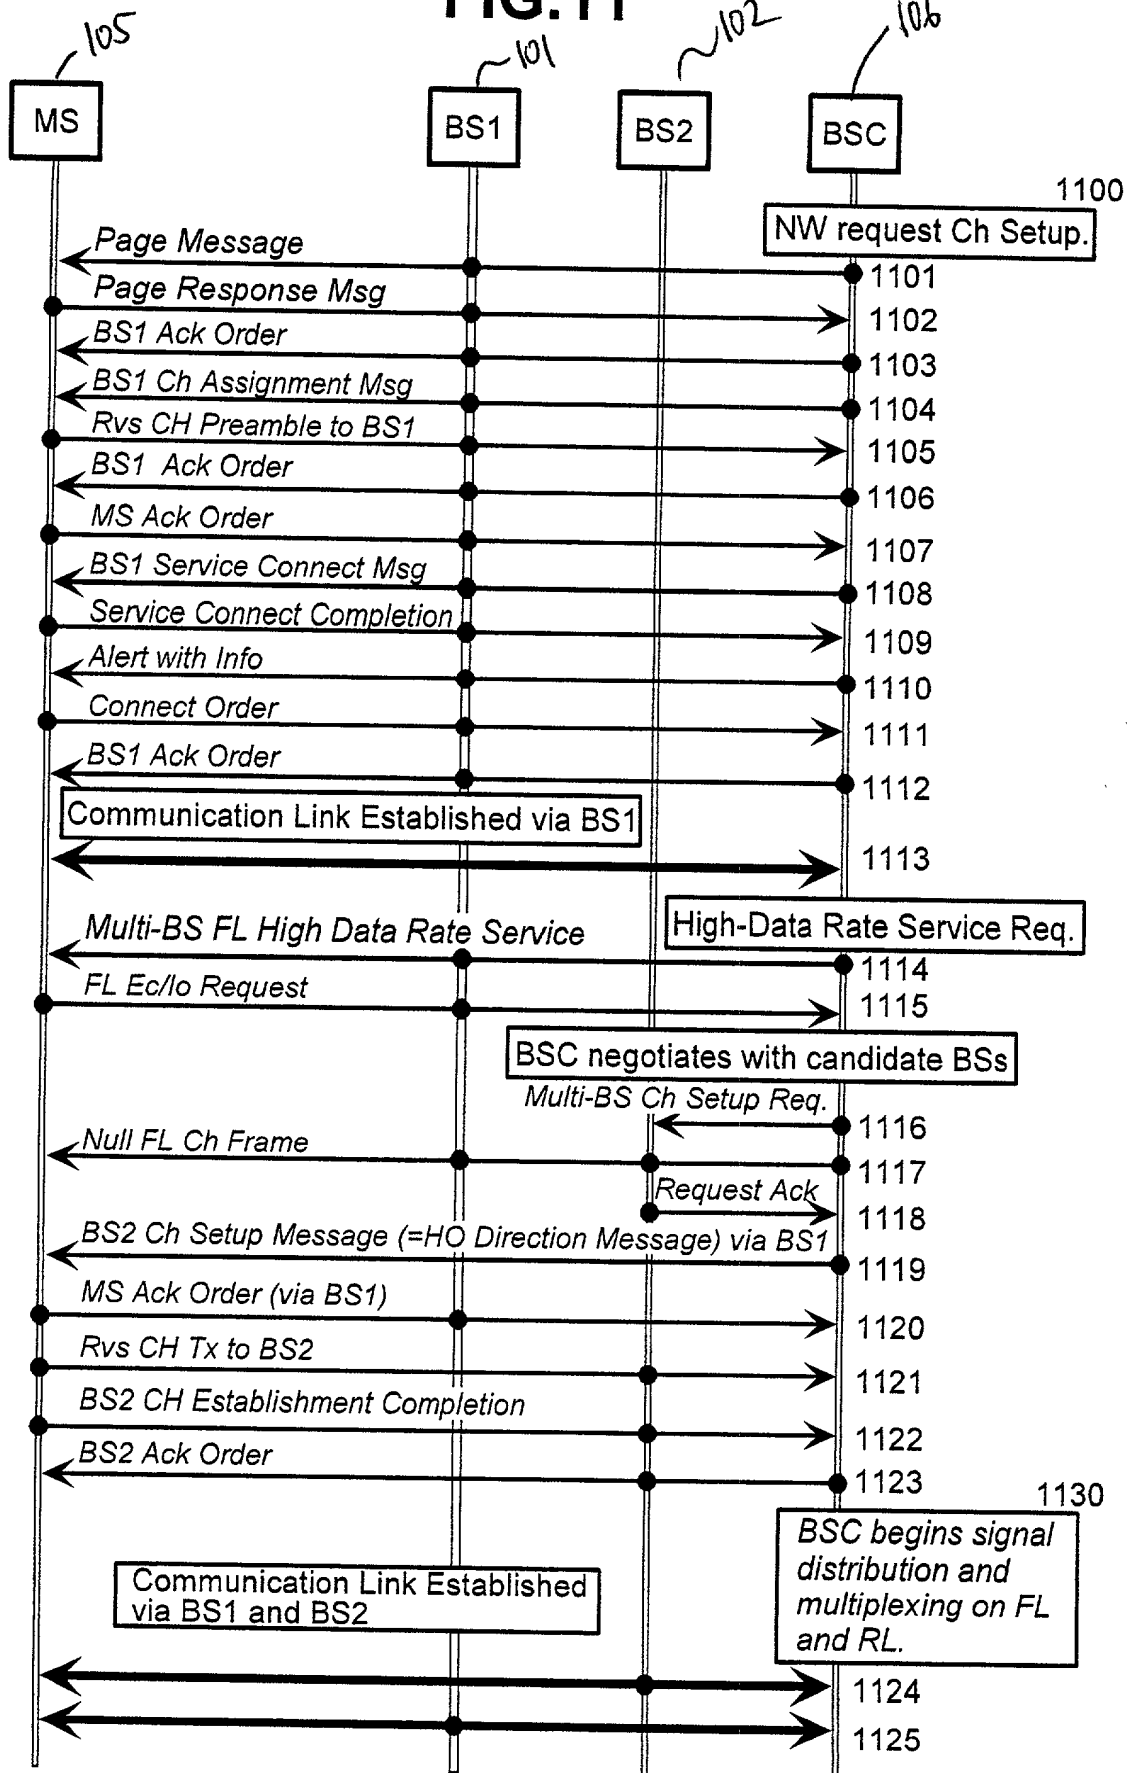 FIG. 11
105
101
102
106
MS
BS1
BS2
BSC
1100
NW request Ch Setup.
Page Message
1101
Page Response Msg
1102
BS1 Ack Order
1103
BS1 Ch Assignment Msg
1104
Rvs CH Preamble to BS1
1105
BS1 Ack Order
1106
MS Ack Order
1107
BS1 Service Connect Msg
1108
Service Connect Completion
1109
Alert with Info
1110
Connect Order
1111
BS1 Ack Order
1112
Communication Link Established via BS1
1113
High-Data Rate Service Req.
Multi-BS FL High Data Rate Service
1114
FL Ec/Io Request
1115
BSC negotiates with candidate BSs
Multi-BS Ch Setup Req.
1116
Null FL Ch Frame
1117
Request Ack
1118
BS2 Ch Setup Message (=HO Direction Message) via BS1
1119
MS Ack Order (via BS1)
1120
Rvs CH Tx to BS2
1121
BS2 CH Establishment Completion
1122
BS2 Ack Order
1123
1130
BSC begins signal
distribution and
multiplexing on FL
and RL.
Communication Link Established
via BS1 and BS2
1124
1125